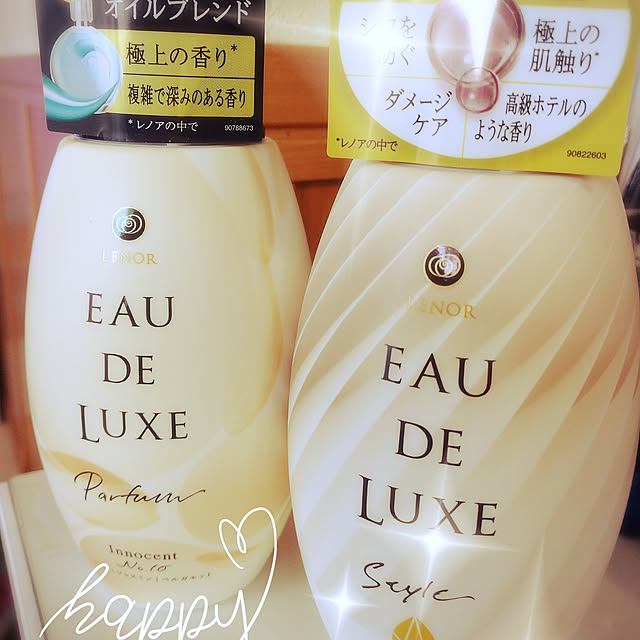 オイルブレンド
極上の香り*
複雑で深みのある香り
*レノアの中で
90788673
LENOR
EAU
DE
LUXE
Parfum
Innocent
No.10
極上の
肌触り*
ダメージ
ケア
高級ホテルの
ような香り
*レノアの中で
90822603
LENOR
EAU
DE
LUXE
Style
happy